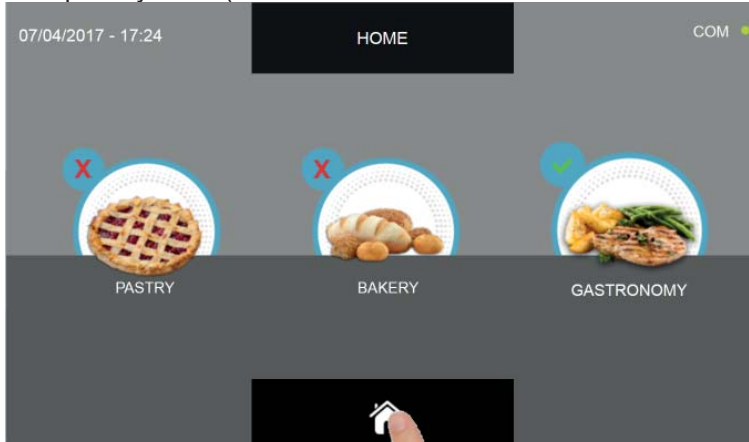 07/04/2017 - 17:24
HOME
COM
X
X
PASTRY
BAKERY
GASTRONOMY